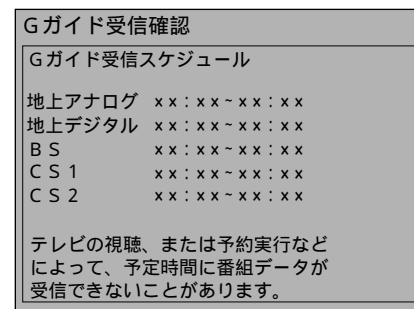 Ｇガイド受信確認
Ｇガイド受信スケジュール
地上アナログ ｘｘ：ｘｘ~ｘｘ：ｘｘ
地上デジタル ｘｘ：ｘｘ~ｘｘ：ｘｘ
ＢＳ ｘｘ：ｘｘ~ｘｘ：ｘｘ
ＣＳ１ ｘｘ：ｘｘ~ｘｘ：ｘｘ
ＣＳ２ ｘｘ：ｘｘ~ｘｘ：ｘｘ
テレビの視聴、または予約実行など
によって、予定時間に番組データが
受信できないことがあります。